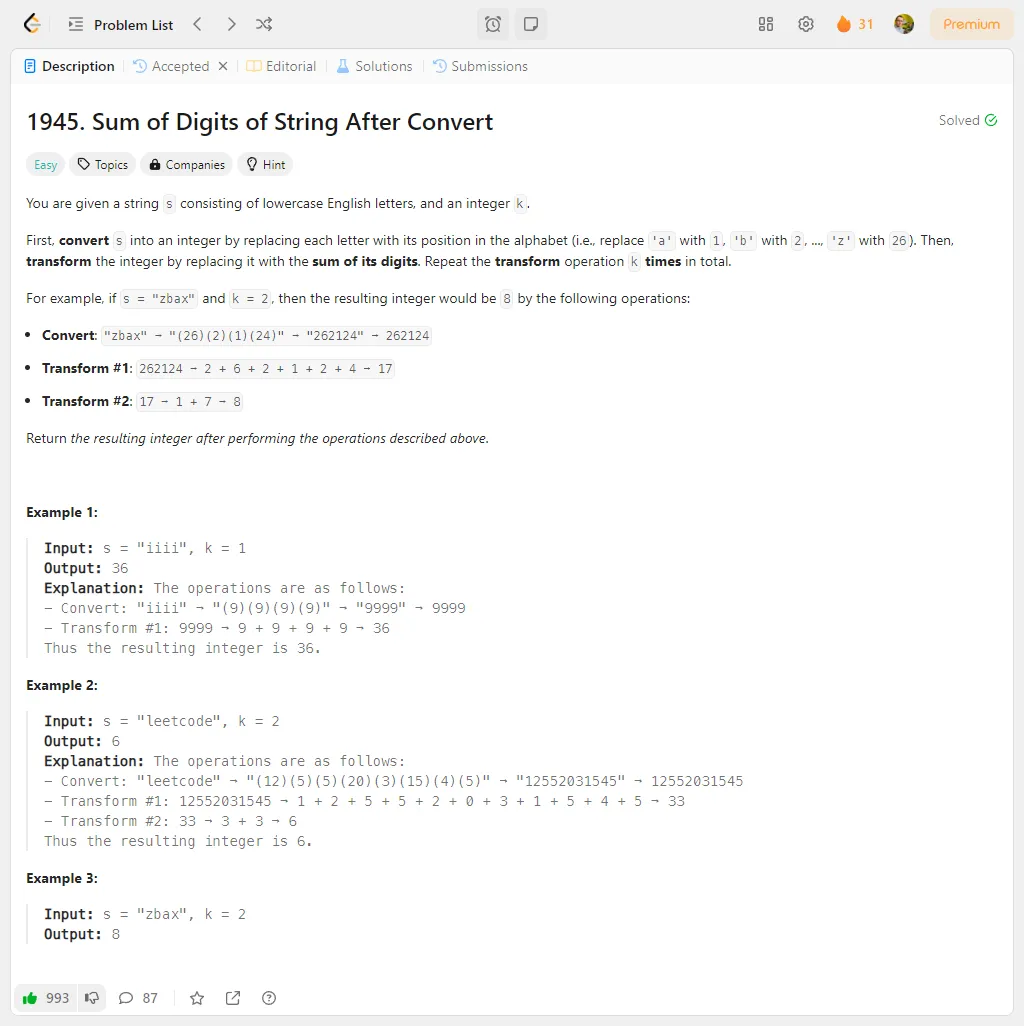 Problem List
31
Premium
Description
Accepted
Editorial
Solutions
Submissions
1945. Sum of Digits of String After Convert
Solved
Easy
Topics
Companies
Hint
You are given a string s consisting of lowercase English letters, and an integer k.
First, convert s into an integer by replacing each letter with its position in the alphabet (i.e., replace 'a' with 1, 'b' with 2, ..., 'z' with 26). Then,
transform the integer by replacing it with the sum of its digits. Repeat the transform operation k times in total.
For example, if s = "zbax" and k = 2, then the resulting integer would be 8 by the following operations:
• Convert: "zbax" → "(26)(2)(1)(24)" → "262124" → 262124
• Transform #1: 262124 → 2 + 6 + 2 + 1 + 2 + 4 → 17
• Transform #2: 17 → 1 + 7 → 8
Return the resulting integer after performing the operations described above.
Example 1:
Input: s = "iiii", k = 1
Output: 36
Explanation: The operations are as follows:
- Convert: "iiii" → "(9)(9)(9)(9)" → "9999" → 9999
- Transform #1: 9999 → 9 + 9 + 9 + 9 → 36
Thus the resulting integer is 36.
Example 2:
Input: s = "leetcode", k = 2
Output: 6
Explanation: The operations are as follows:
- Convert: "leetcode" → "(12)(5)(5)(20)(3)(15)(4)(5)" → "12552031545" → 12552031545
- Transform #1: 12552031545 → 1 + 2 + 5 + 5 + 2 + 0 + 3 + 1 + 5 + 4 + 5 → 33
- Transform #2: 33 → 3 + 3 → 6
Thus the resulting integer is 6.
Example 3:
Input: s = "zbax", k = 2
Output: 8
993
87